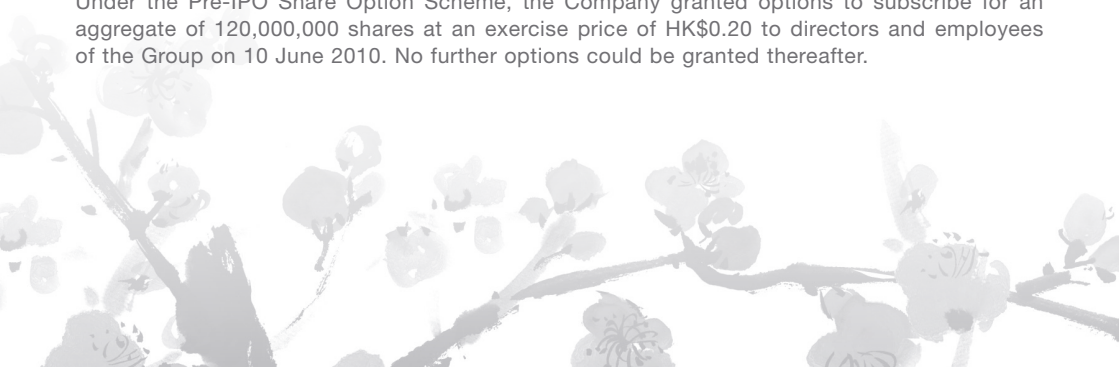 Under the Pre-IPO Share Option Scheme, the Company granted options to subscribe for an
aggregate of 120,000,000 shares at an exercise price of HK$0.20 to directors and employees
of the Group on 10 June 2010. No further options could be granted thereafter.